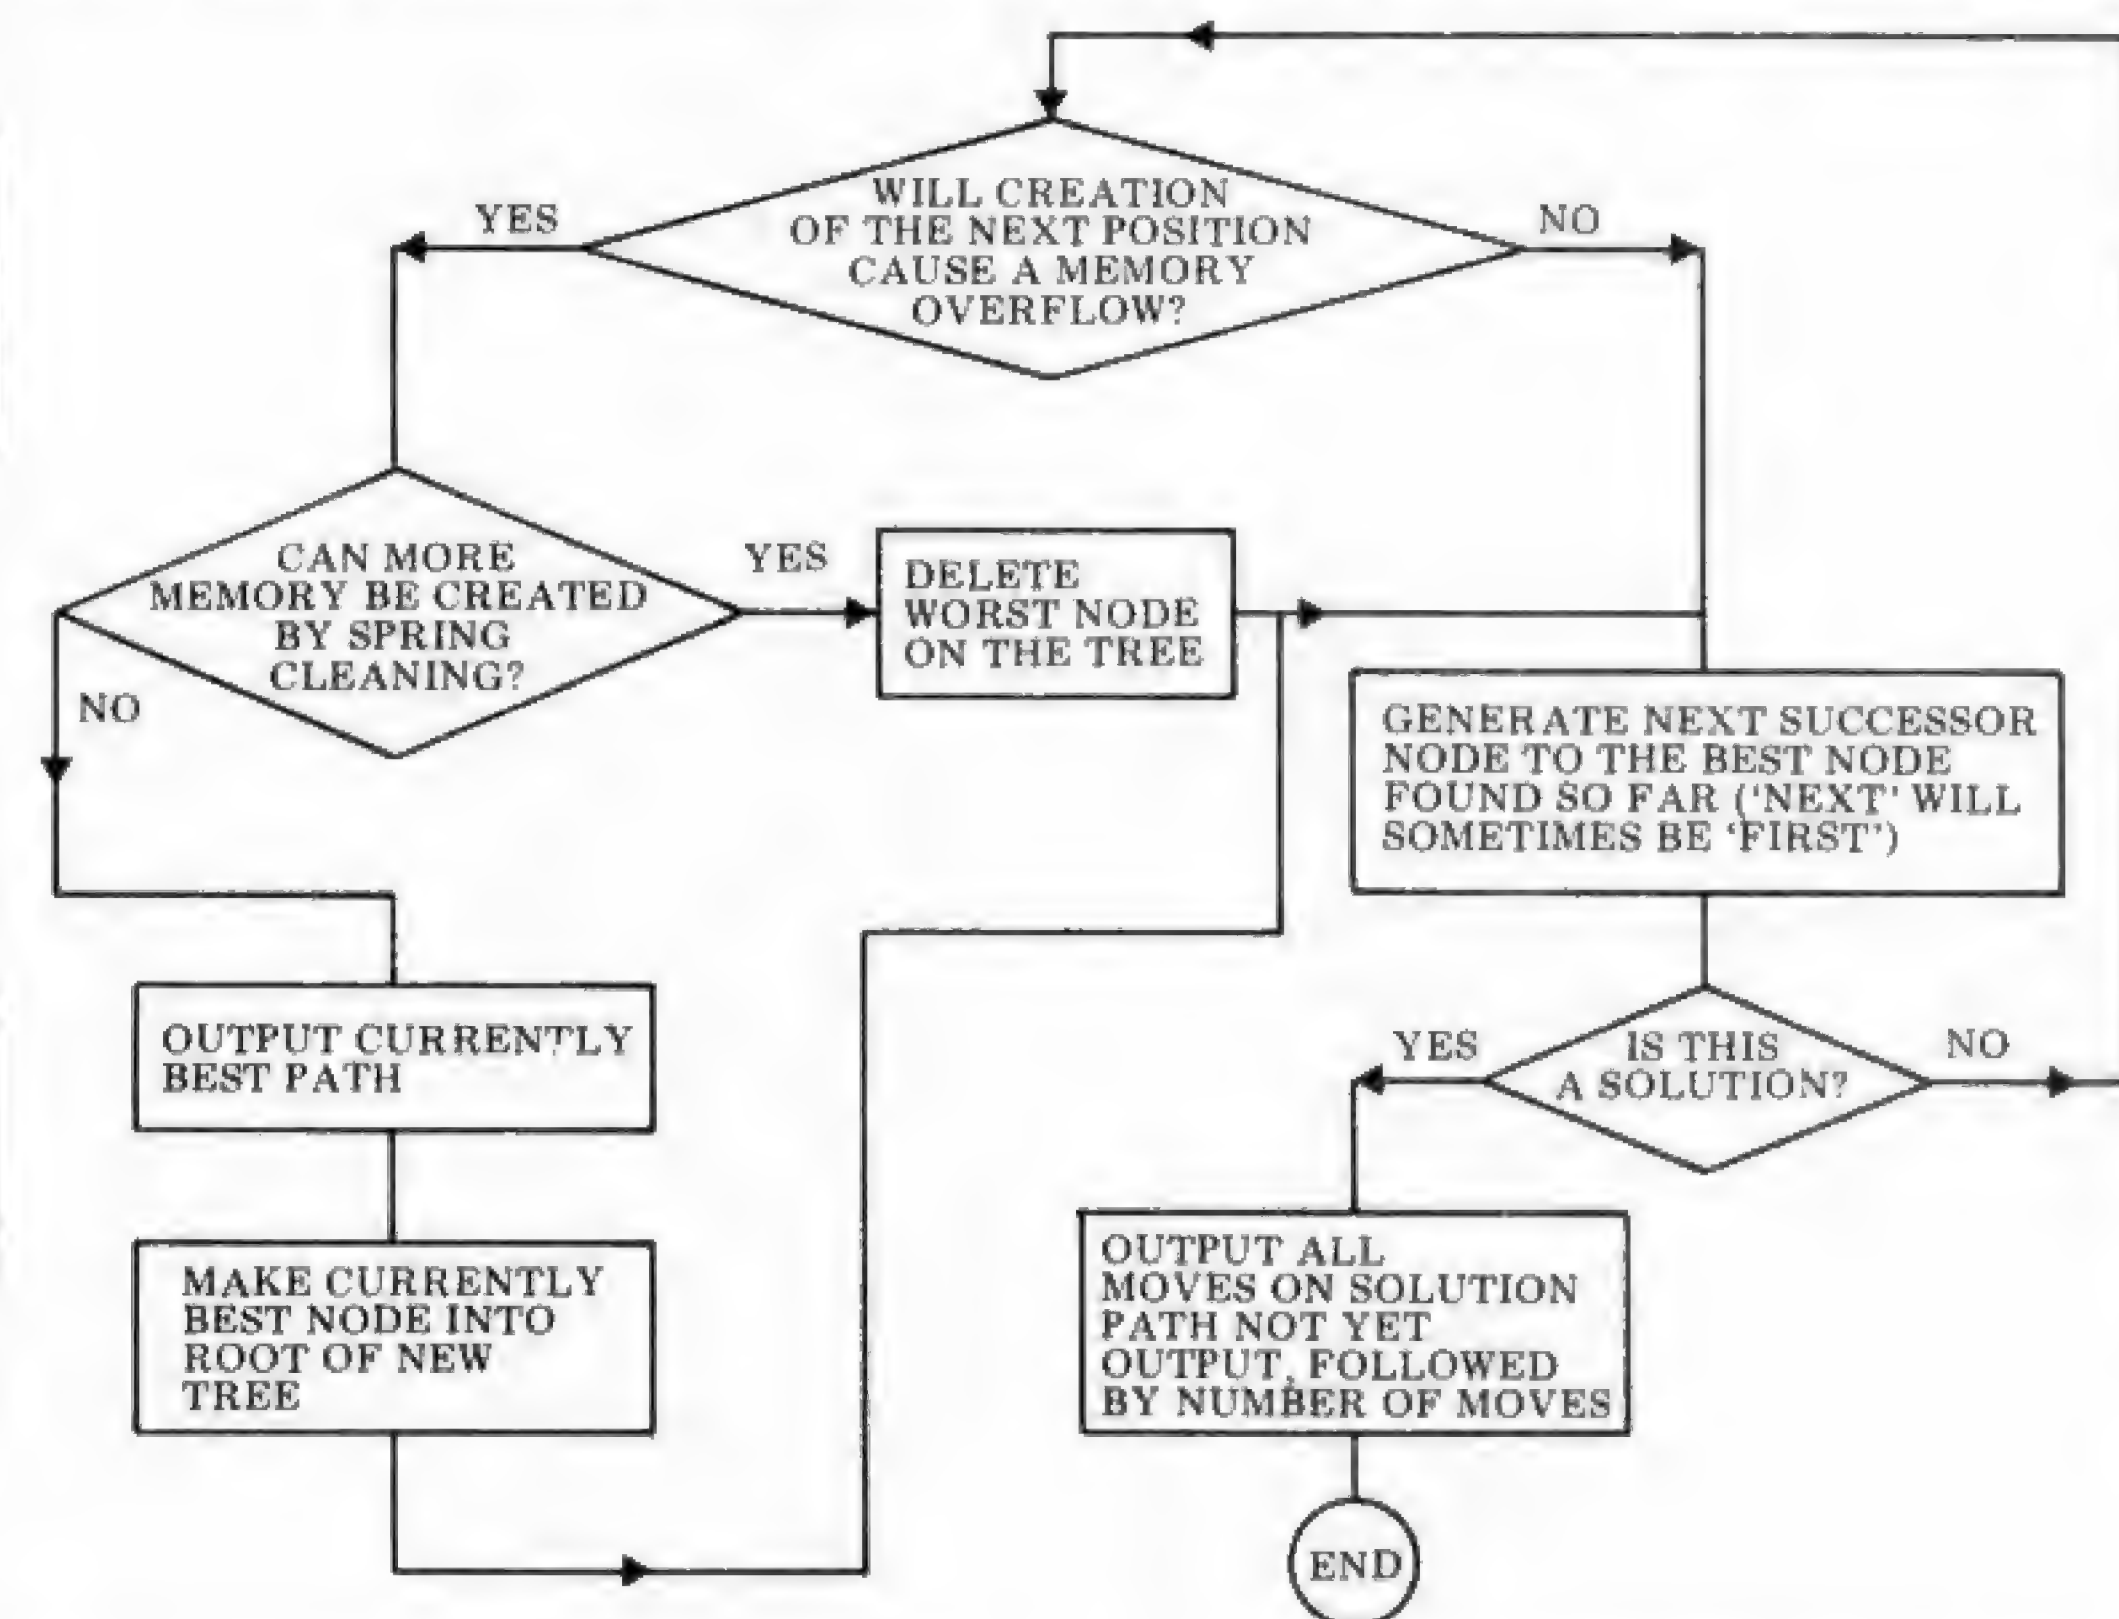 WILL CREATION
OF THE NEXT POSITION
CAUSE A MEMORY
OVERFLOW?
YES
NO
CAN MORE
MEMORY BE CREATED
BY SPRING
CLEANING?
YES
NO
DELETE
WORST NODE
ON THE TREE
GENERATE NEXT SUCCESSOR
NODE TO THE BEST NODE
FOUND SO FAR ('NEXT' WILL
SOMETIMES BE 'FIRST')
OUTPUT CURRENTLY
BEST PATH
YES
IS THIS
A SOLUTION?
NO
MAKE CURRENTLY
BEST NODE INTO
ROOT OF NEW
TREE
OUTPUT ALL
MOVES ON SOLUTION
PATH NOT YET
OUTPUT, FOLLOWED
BY NUMBER OF MOVES
END